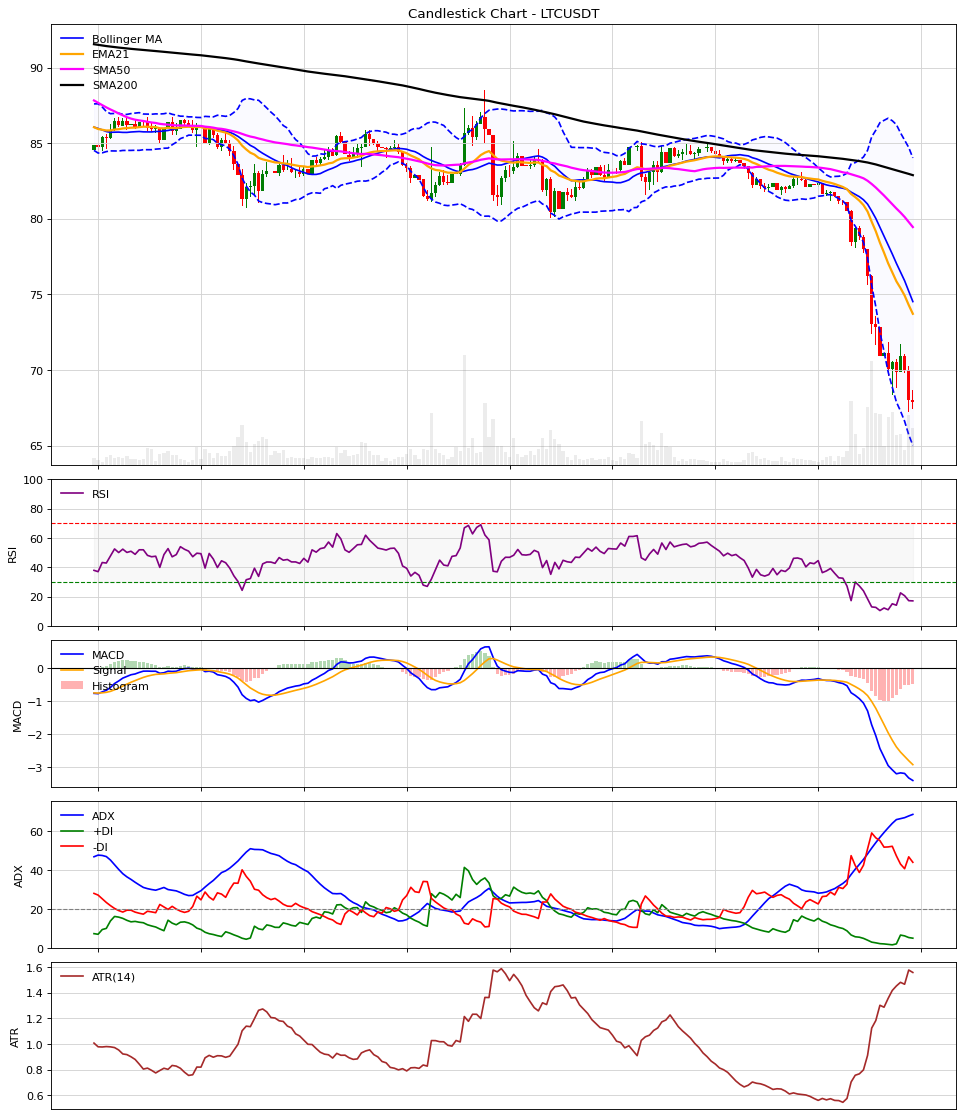 Candlestick Chart - LTCUSDT
Bollinger MA
EMA21
SMA50
SMA200
90
85
80
75
70
65
RSI
RSI
100
80
60
40
20
0
MACD
Signal
Histogram
MACD
0
−1
−2
−3
ADX
+DI
-DI
ADX
60
40
20
0
ATR(14)
ATR
1.6
1.4
1.2
1.0
0.8
0.6